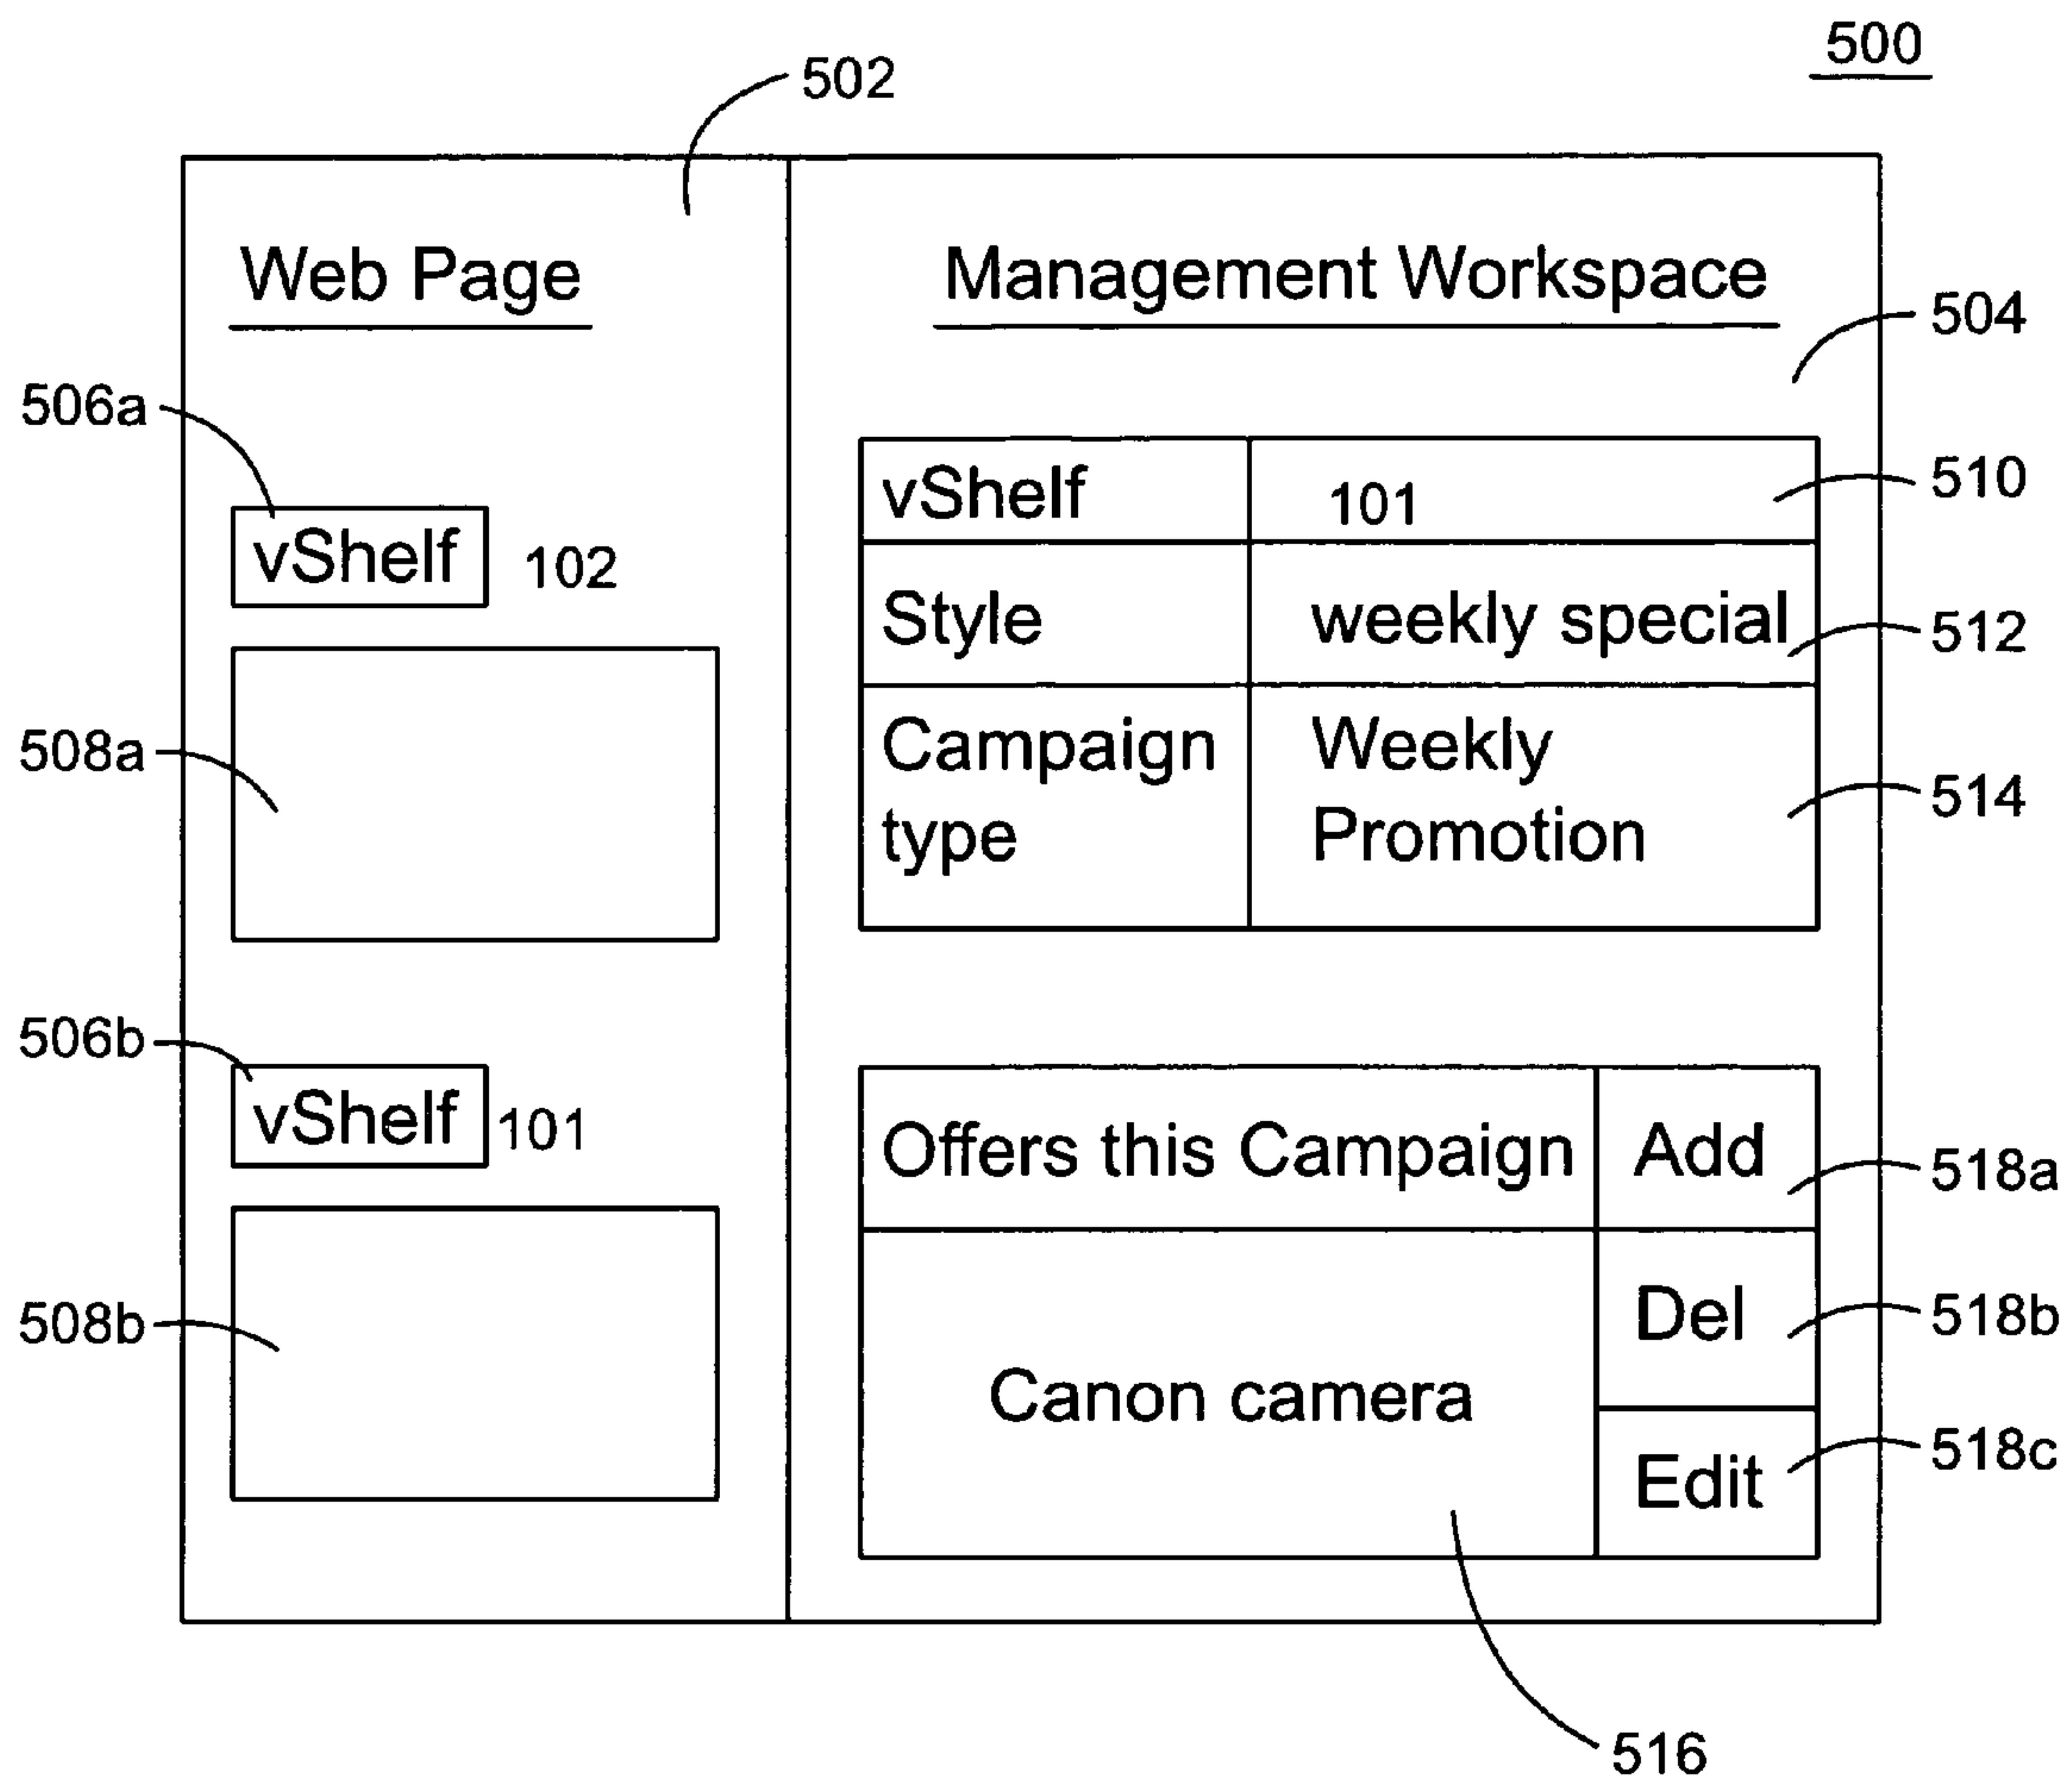 500
502
Web Page
Management Workspace
504
506a
vShelf 102
508a
506b
vShelf 101
508b
vShelf 101
510
Style weekly special
512
Campaign Weekly
type Promotion
514
Offers this Campaign Add
518a
Del
518b
Canon camera
Edit
518c
516